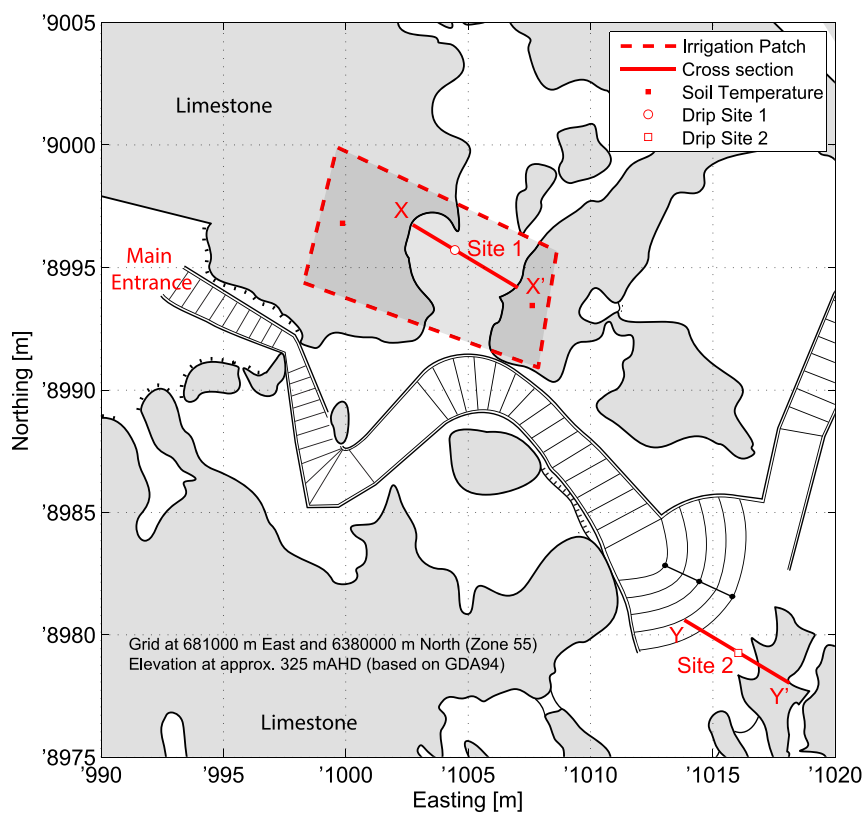 '9005
'9000
'8995
'8990
'8985
'8980
'8975
Northing [m]
'990
'995
'1000
'1005
'1010
'1015
'1020
Easting [m]
Irrigation Patch
Cross section
Soil Temperature
Drip Site 1
Drip Site 2
Limestone
X
Site 1
X'
Main
Entrance
Y
Site 2
Y'
Grid at 681000 m East and 6380000 m North (Zone 55)
Elevation at approx. 325 mAHD (based on GDA94)
Limestone